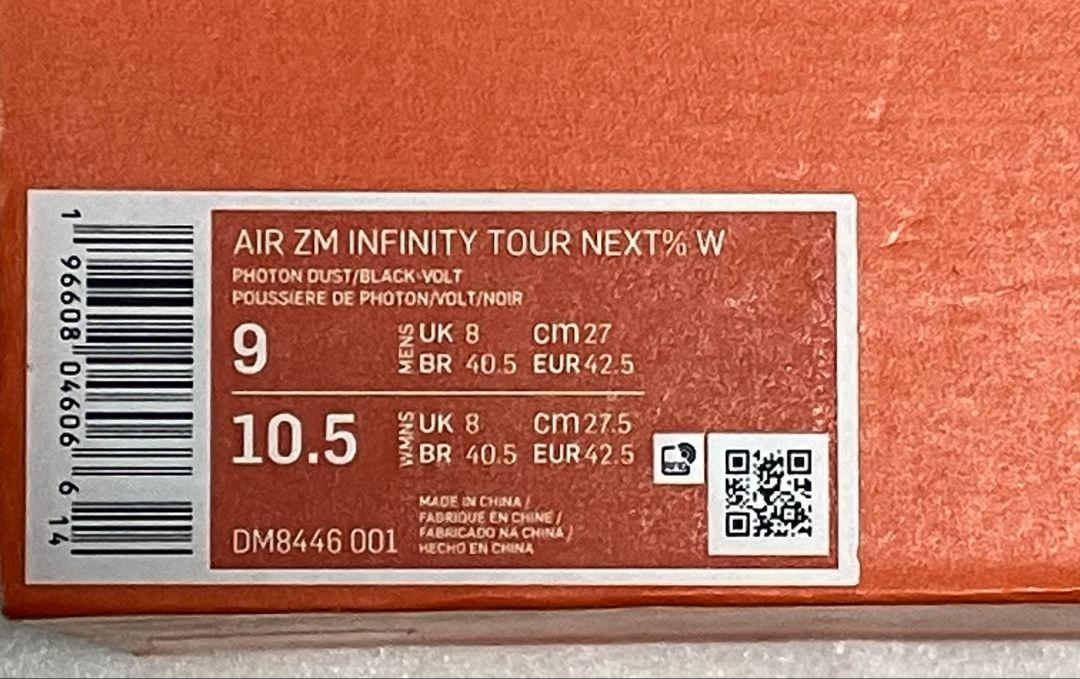 AIR ZM INFINITY TOUR NEXT% W
PHOTON DUST/BLACK-VOLT
POUSSIERE DE PHOTON/VOLT/NOIR
9
MENS
UK 8 cm 27
BR 40.5 EUR 42.5
10.5
WMNS
UK 8 cm 27.5
BR 40.5 EUR 42.5
DM8446 001
MADE IN CHINA /
FABRIQUE EN CHINE /
FABRICADO NA CHINA /
HECHO EN CHINA
RFID
1 96608 04606 6 14